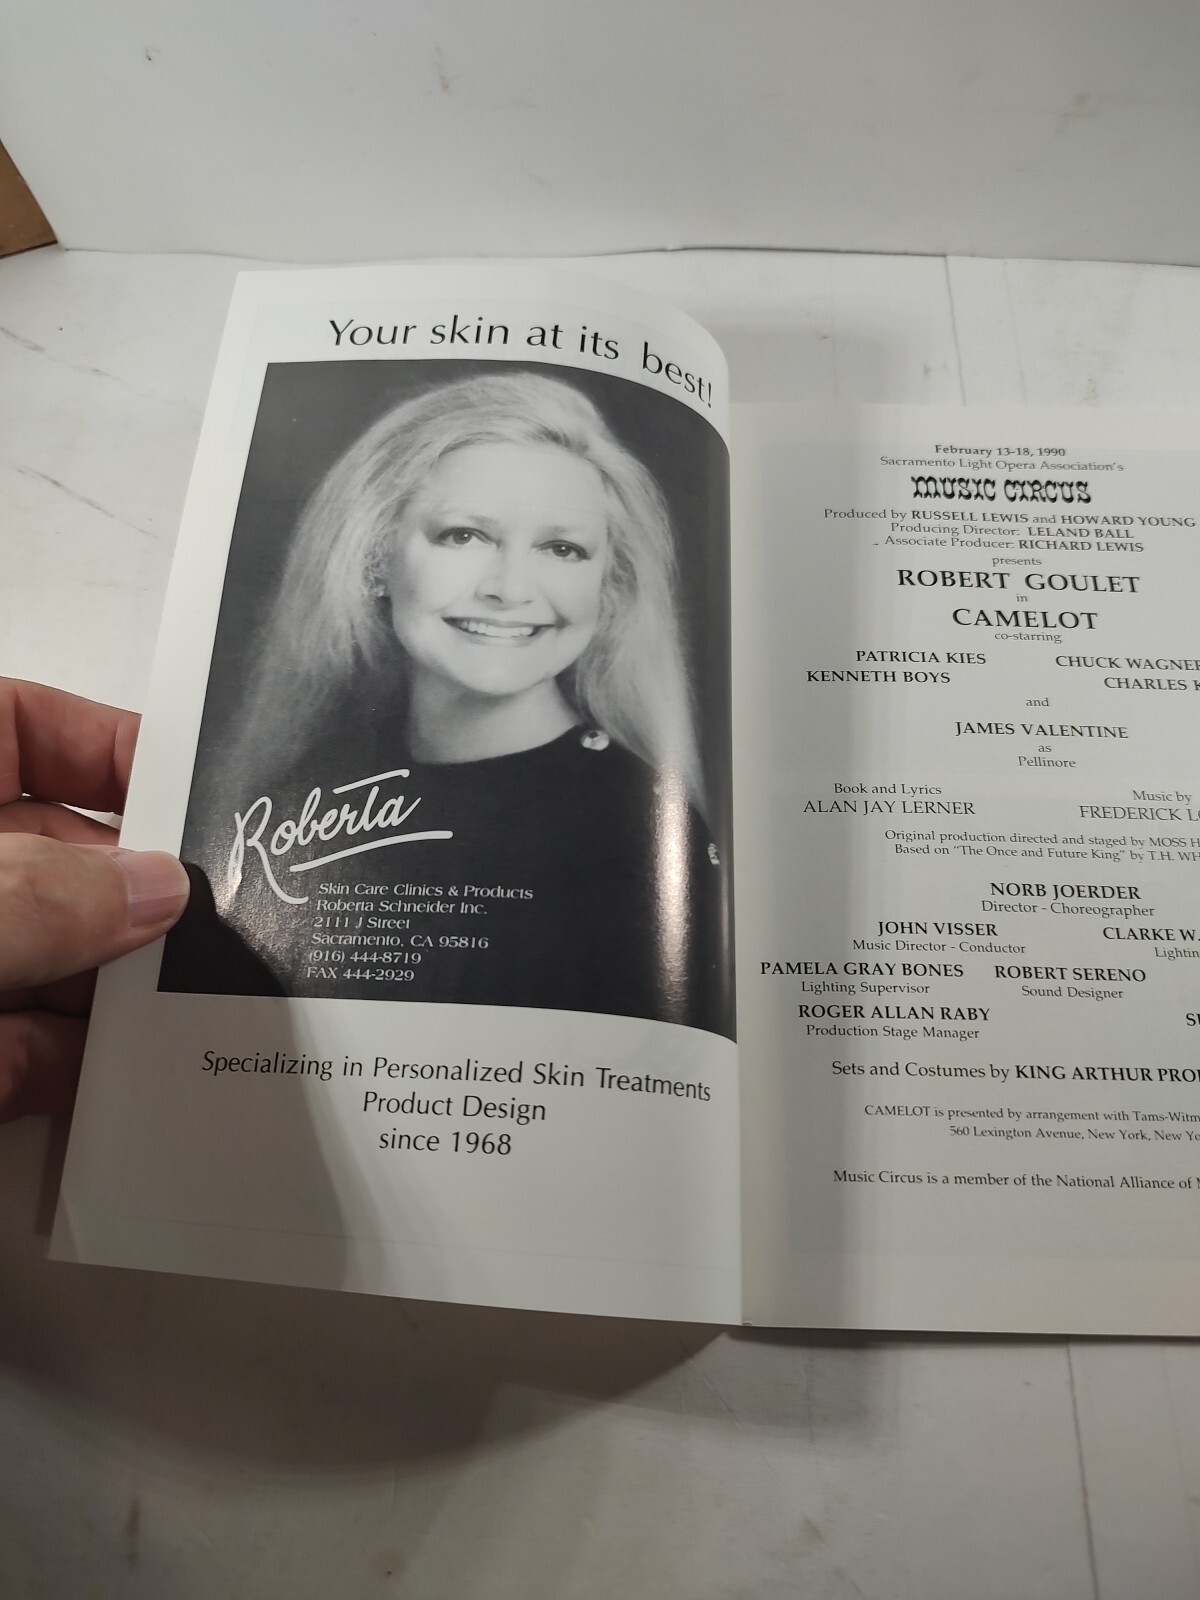 Your skin at its best!
Roberta
Skin Care Clinics & Products
Roberta Schneider Inc.
2111 J Street
Sacramento, CA 95816
(916) 444-8719
FAX 444-2929
Specializing in Personalized Skin Treatments
Product Design
since 1968
February 13-18, 1990
Sacramento Light Opera Association's
MUSIC CIRCUS
Produced by RUSSELL LEWIS and HOWARD YOUNG
Producing Director: LELAND BALL
Associate Producer: RICHARD LEWIS
presents
ROBERT GOULET
in
CAMELOT
co-starring
PATRICIA KIES CHUCK WAGNER
KENNETH BOYS CHARLES
and
JAMES VALENTINE
as
Pellinore
Book and Lyrics Music by
ALAN JAY LERNER FREDERICK
Original production directed and staged by MOSS
Based on "The Once and Future King" by T.H.
NORB JOERDER
Director - Choreographer
JOHN VISSER CLARKE W.
Music Director - Conductor
PAMELA GRAY BONES ROBERT SERENO
Lighting Supervisor Sound Designer
ROGER ALLAN RABY
Production Stage Manager
Sets and Costumes by KING ARTHUR
CAMELOT is presented by arrangement with
560 Lexington Avenue, New York, New
Music Circus is a member of the National Alliance of